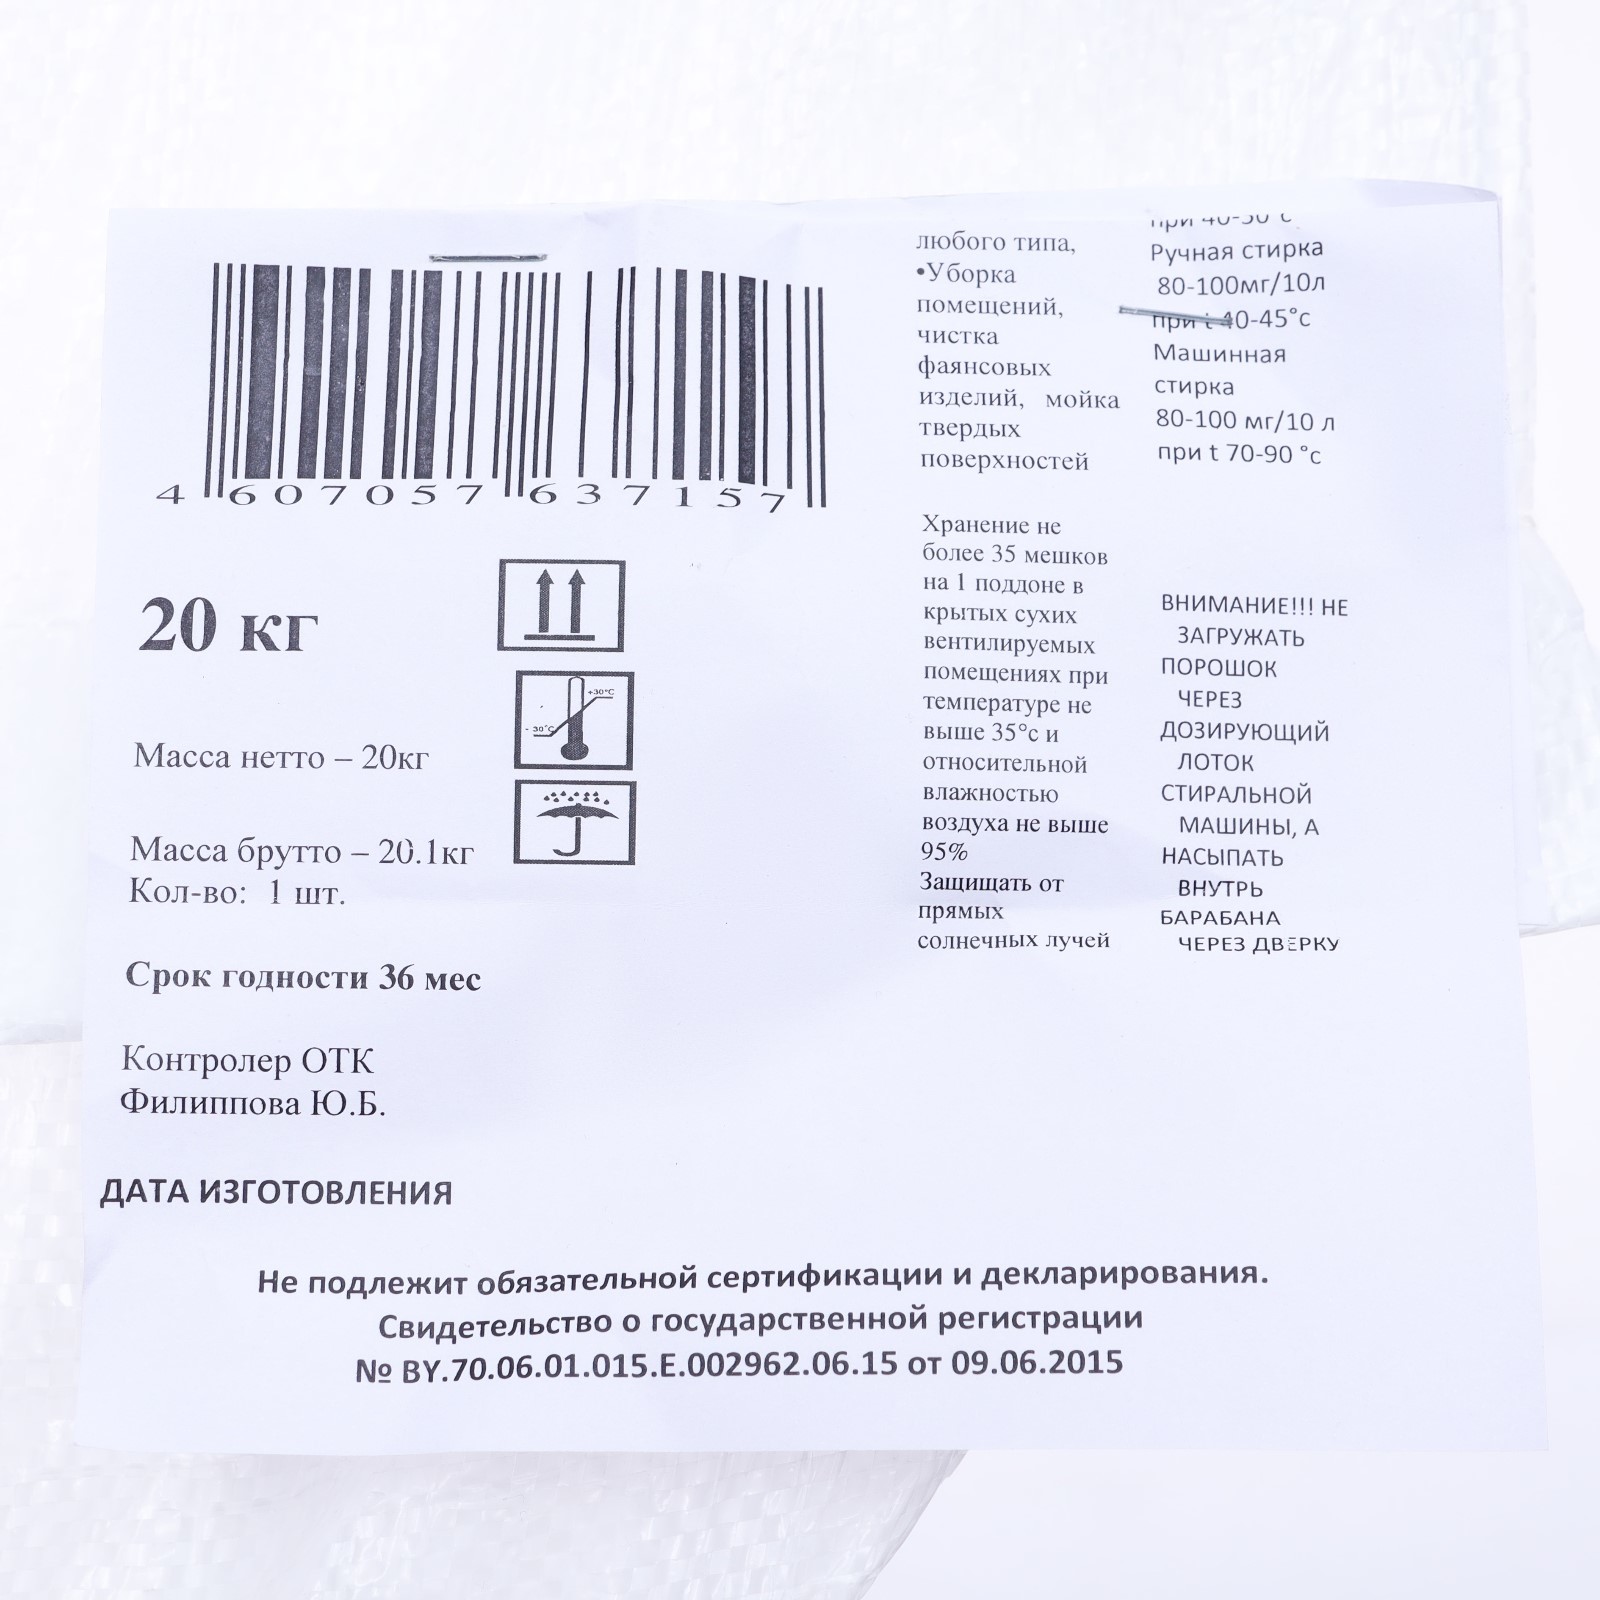 4 607057 637157
20 кг
+30°C
- 30°C
Масса нетто – 20кг
Масса брутто – 20.1кг
Кол-во: 1 шт.
Срок годности 36 мес
Контролер ОТК
Филиппова Ю.Б.
ДАТА ИЗГОТОВЛЕНИЯ
любого типа,
•Уборка
помещений,
чистка
фаянсовых
изделий, мойка
твердых
поверхностей
Хранение не
более 35 мешков
на 1 поддоне в
крытых сухих
вентилируемых
помещениях при
температуре не
выше 35°с и
относительной
влажностью
воздуха не выше
95%
Защищать от
прямых
солнечных лучей
при 40-50 с
Ручная стирка
80-100мг/10л
при t 40-45°с
Машинная
стирка
80-100 мг/10 л
при t 70-90 °с
ВНИМАНИЕ!!! НЕ
ЗАГРУЖАТЬ
ПОРОШОК
ЧЕРЕЗ
ДОЗИРУЮЩИЙ
ЛОТОК
СТИРАЛЬНОЙ
МАШИНЫ, А
НАСЫПАТЬ
ВНУТРЬ
БАРАБАНА
ЧЕРЕЗ ДВЕРКУ
Не подлежит обязательной сертификации и декларирования.
Свидетельство о государственной регистрации
№ BY.70.06.01.015.E.002962.06.15 от 09.06.2015